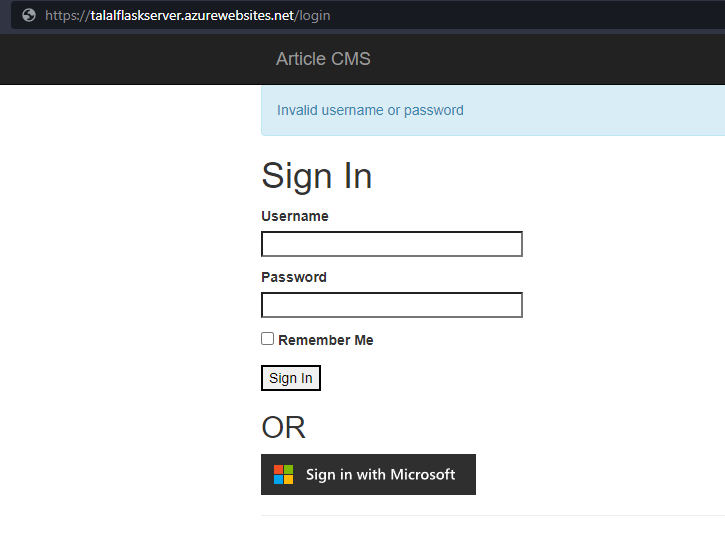 https://talalflaskserver.azurewebsites.net/login
Article CMS
Invalid username or password
Sign In
Username
Password
Remember Me
Sign In
OR
Sign in with Microsoft